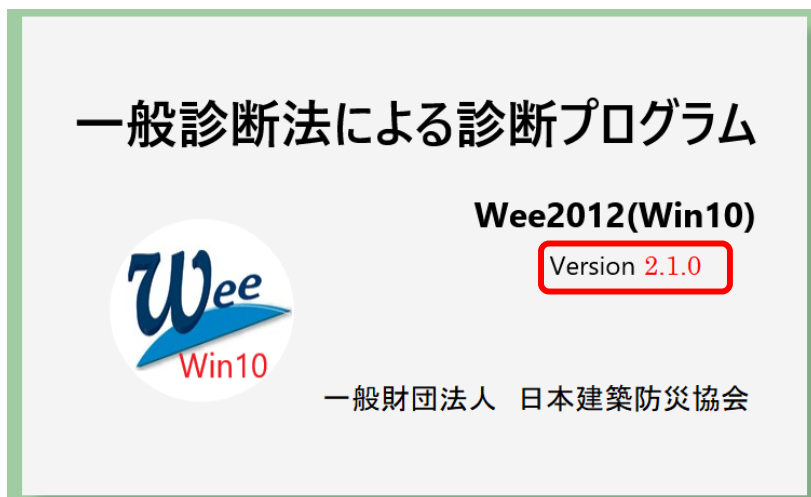 一般診断法による診断プログラム
Wee2012(Win10)
Version 2.1.0
Wee
Win10
一般財団法人 日本建築防災協会